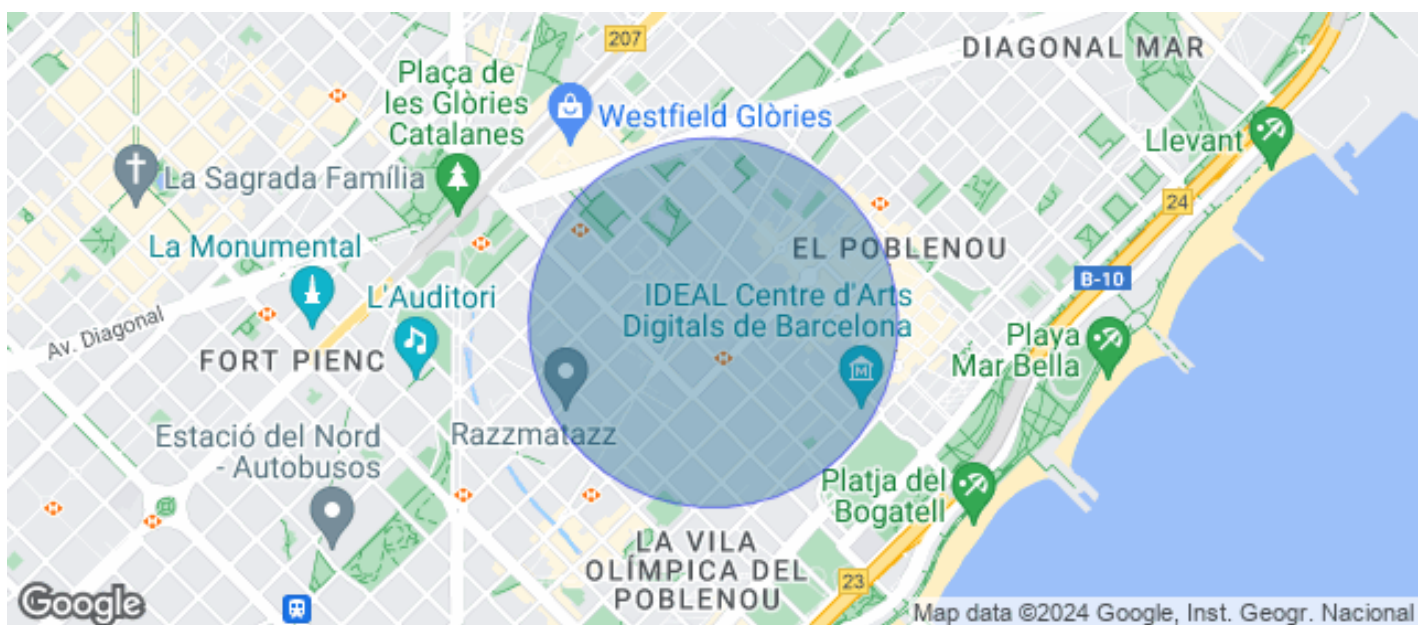 207
DIAGONAL MAR
Plaça de
les Glòries
Catalanes
Westfield Glòries
Llevant
La Sagrada Família
24
La Monumental
EL POBLENOU
B-10
L'Auditori
IDEAL Centre d'Arts
Digitals de Barcelona
Av. Diagonal
Playa
Mar Bella
FORT PIENC
M
Razzmatazz
Estació del Nord
- Autobusos
Platja del
Bogatell
LA VILA
OLÍMPICA DEL
POBLENOU
23
Google
Map data ©2024 Google, Inst. Geogr. Nacional